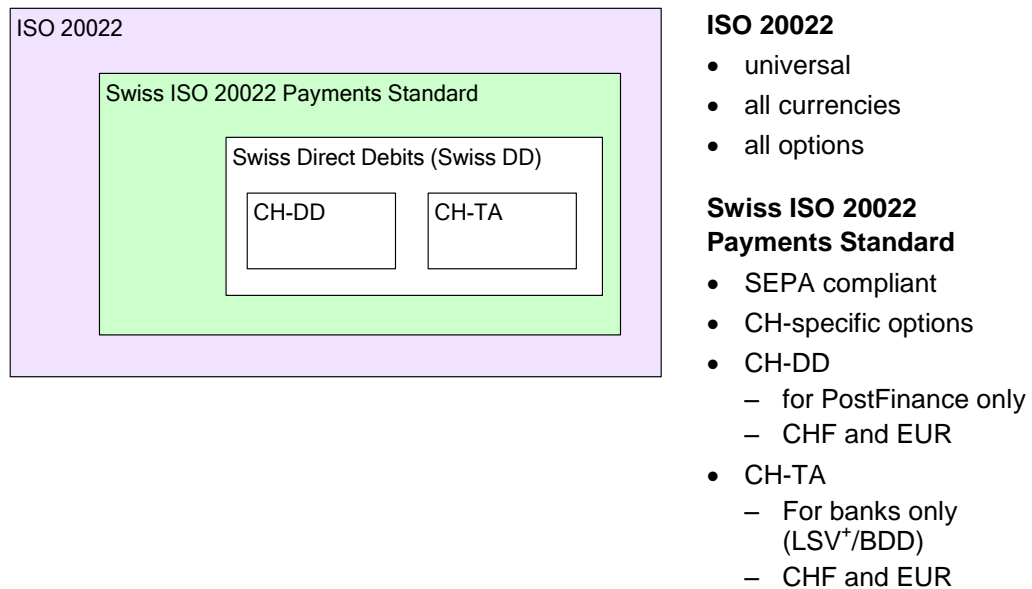 ISO 20022
Swiss ISO 20022 Payments Standard
Swiss Direct Debits (Swiss DD)
CH-DD
CH-TA
ISO 20022
• universal
• all currencies
• all options
Swiss ISO 20022
Payments Standard
• SEPA compliant
• CH-specific options
• CH-DD
– for PostFinance only
– CHF and EUR
• CH-TA
– For banks only
(LSV+/BDD)
– CHF and EUR